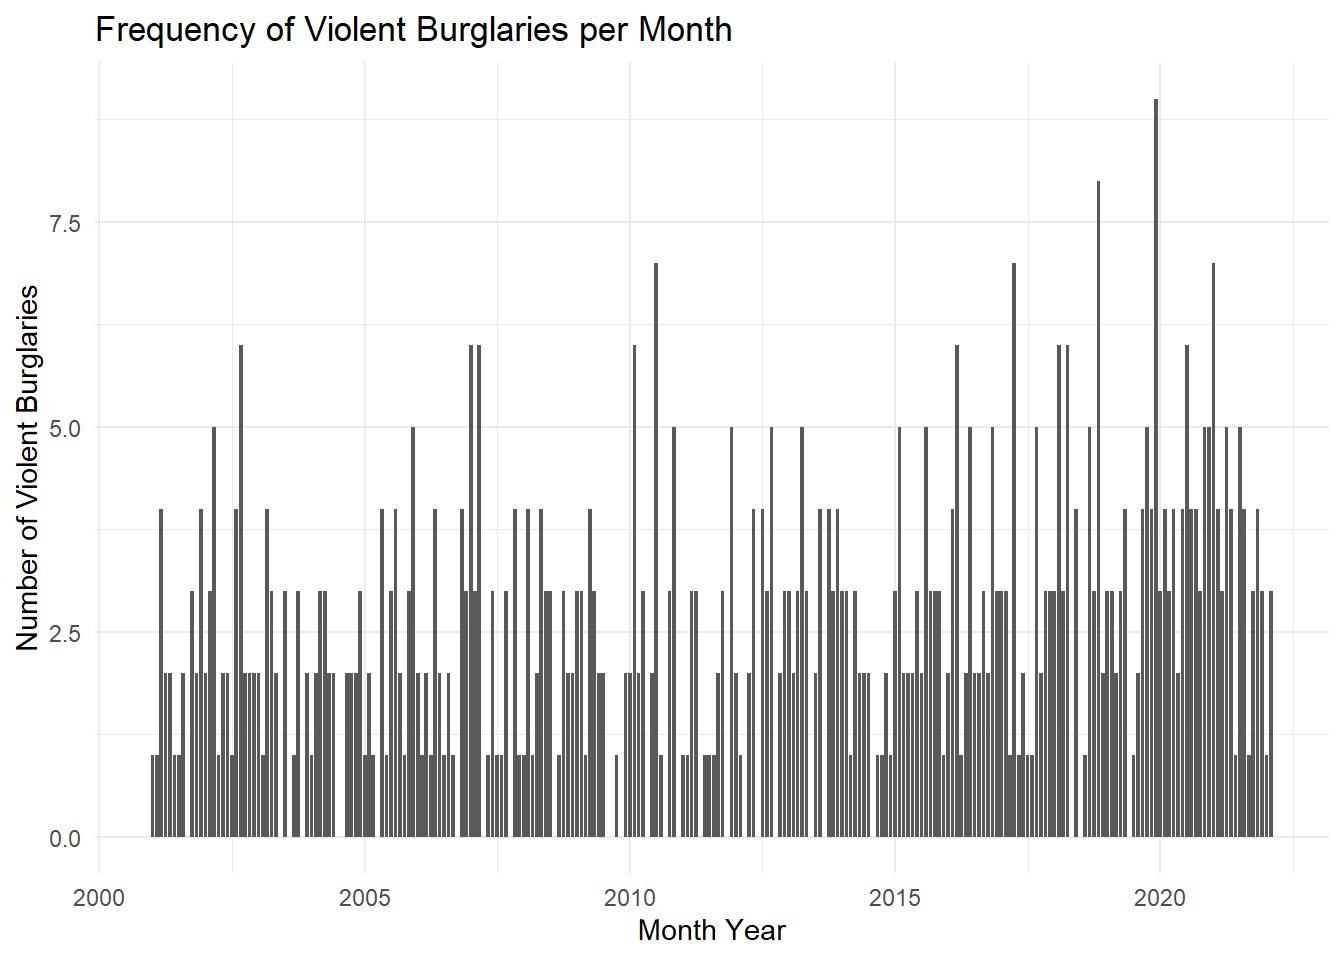 Frequency of Violent Burglaries per Month
Number of Violent Burglaries
7.5
5.0
2.5
0.0
2000 2005 2010 2015 2020
Month Year